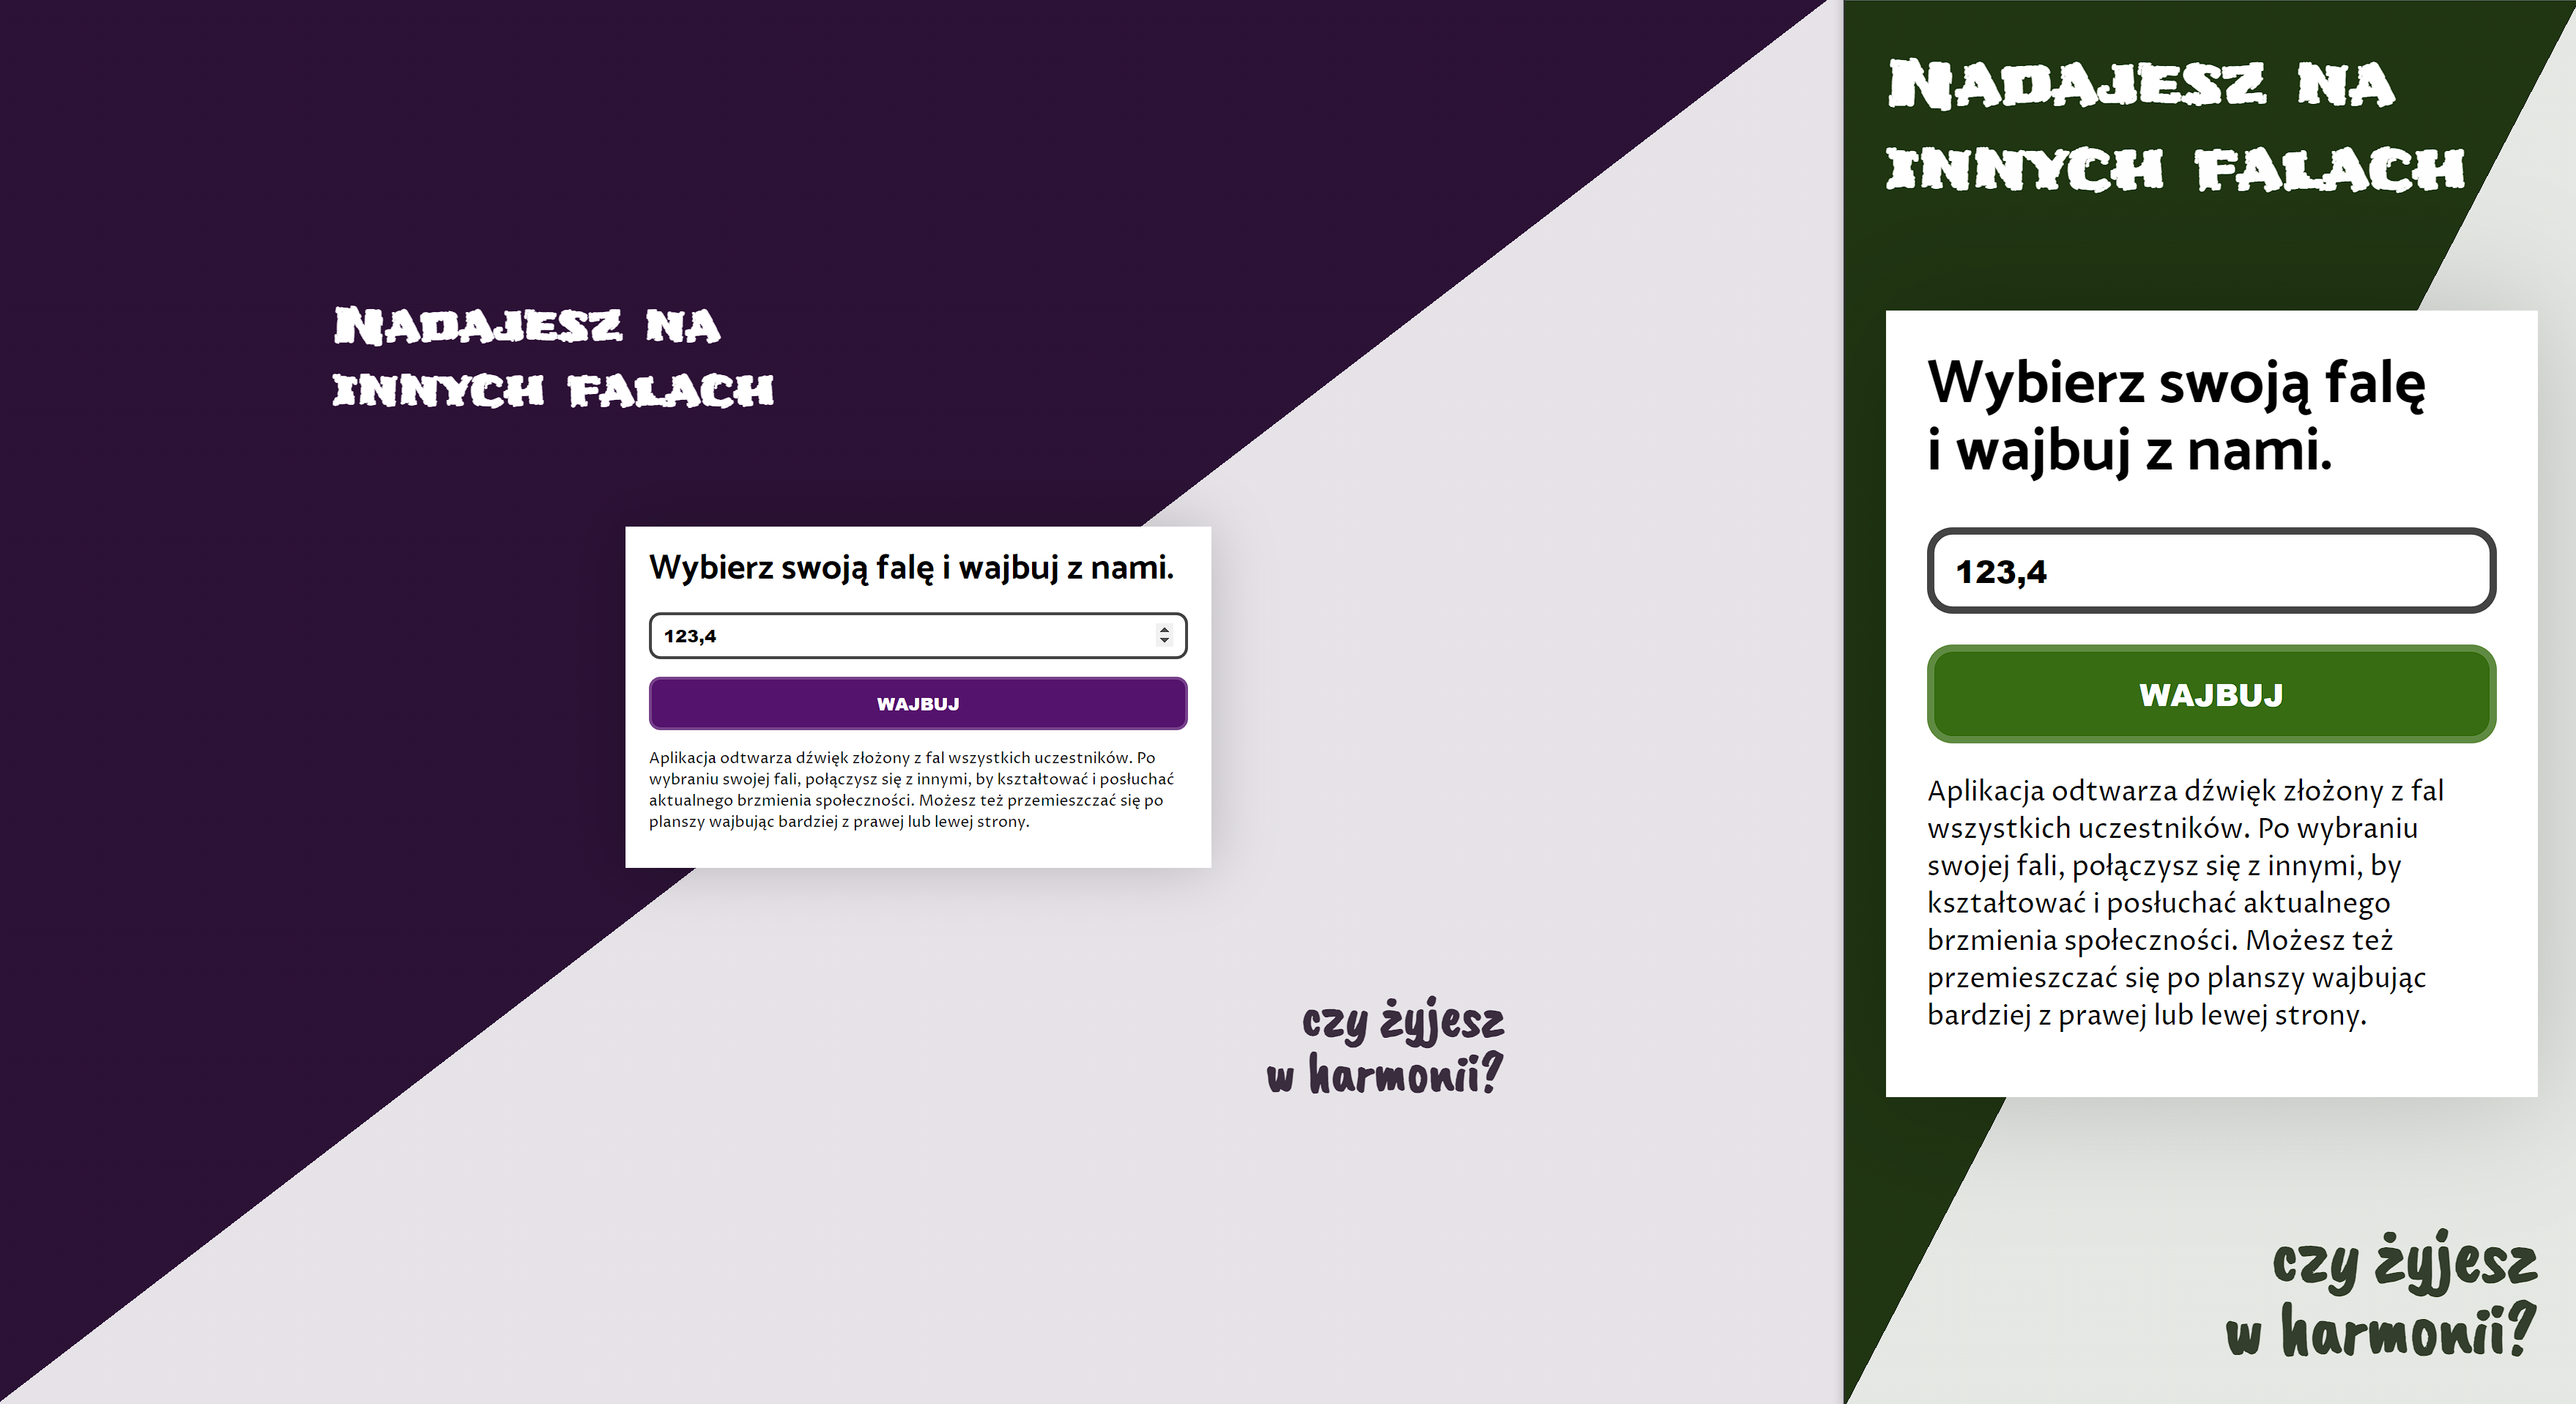 Nadajesz na
innych falach
Wybierz swoją falę i wajbuj z nami.
123,4
WAJBUJ
Aplikacja odtwarza dźwięk złożony z fal wszystkich uczestników. Po
wybraniu swojej fali, połączysz się z innymi, by kształtować i posłuchać
aktualnego brzmienia społeczności. Możesz też przemieszczać się po
planszy wajbując bardziej z prawej lub lewej strony.
czy żyjesz
w harmonii?
Nadajesz na
innych falach
Wybierz swoją falę
i wajbuj z nami.
123,4
WAJBUJ
Aplikacja odtwarza dźwięk złożony z fal
wszystkich uczestników. Po wybraniu
swojej fali, połączysz się z innymi, by
kształtować i posłuchać aktualnego
brzmienia społeczności. Możesz też
przemieszczać się po planszy wajbując
bardziej z prawej lub lewej strony.
czy żyjesz
w harmonii?